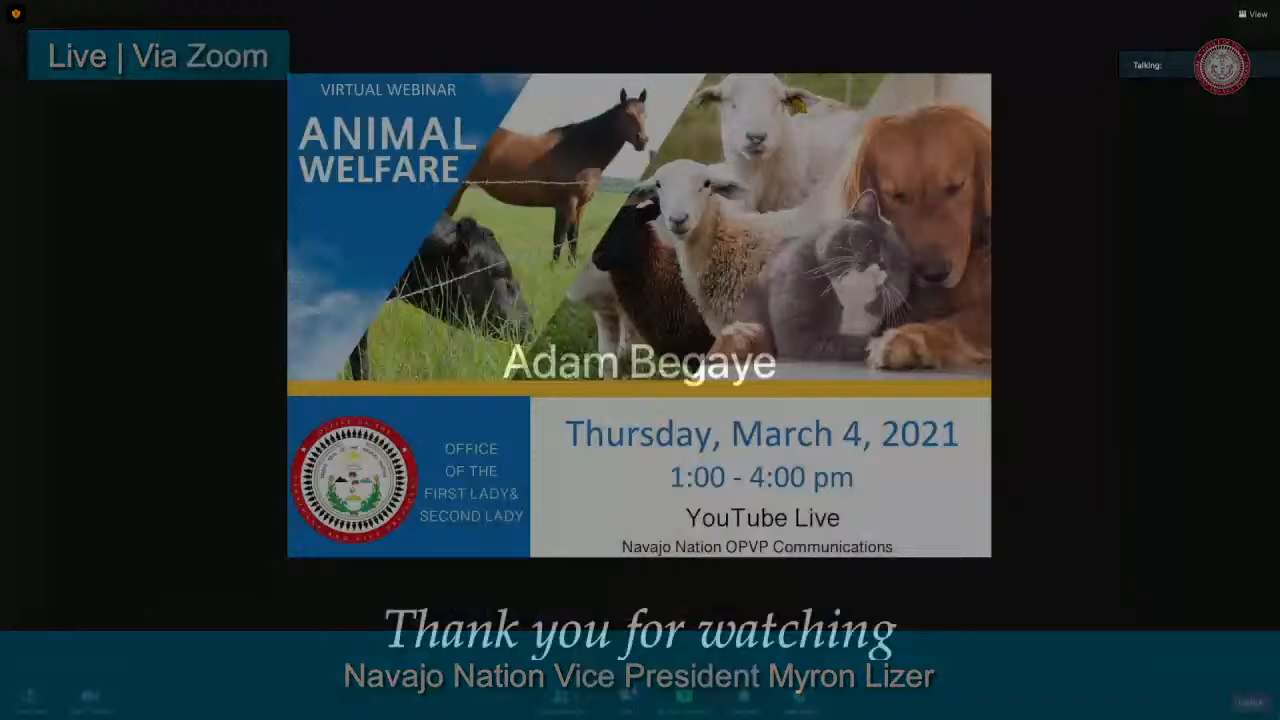 View
Live | Via Zoom
Talking:
VIRTUAL WEBINAR
ANIMAL
WELFARE
Adam Begaye
OFFICE
OF THE
FIRST LADY&
SECOND LADY
Thursday, March 4, 2021
1:00 - 4:00 pm
YouTube Live
Navajo Nation OPVP Communications
Thank you for watching
Navajo Nation Vice President Myron Lizer